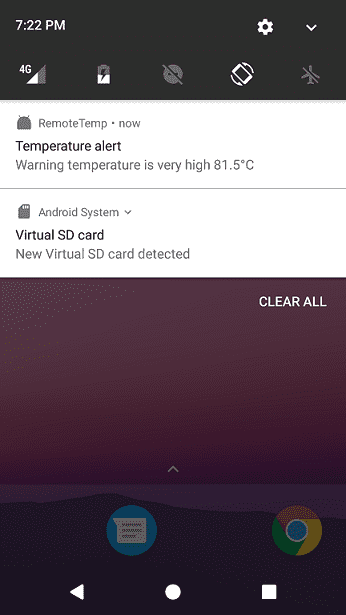 7:22 PM
4G
RemoteTemp • now
Temperature alert
Warning temperature is very high 81.5°C
Android System
Virtual SD card
New Virtual SD card detected
CLEAR ALL